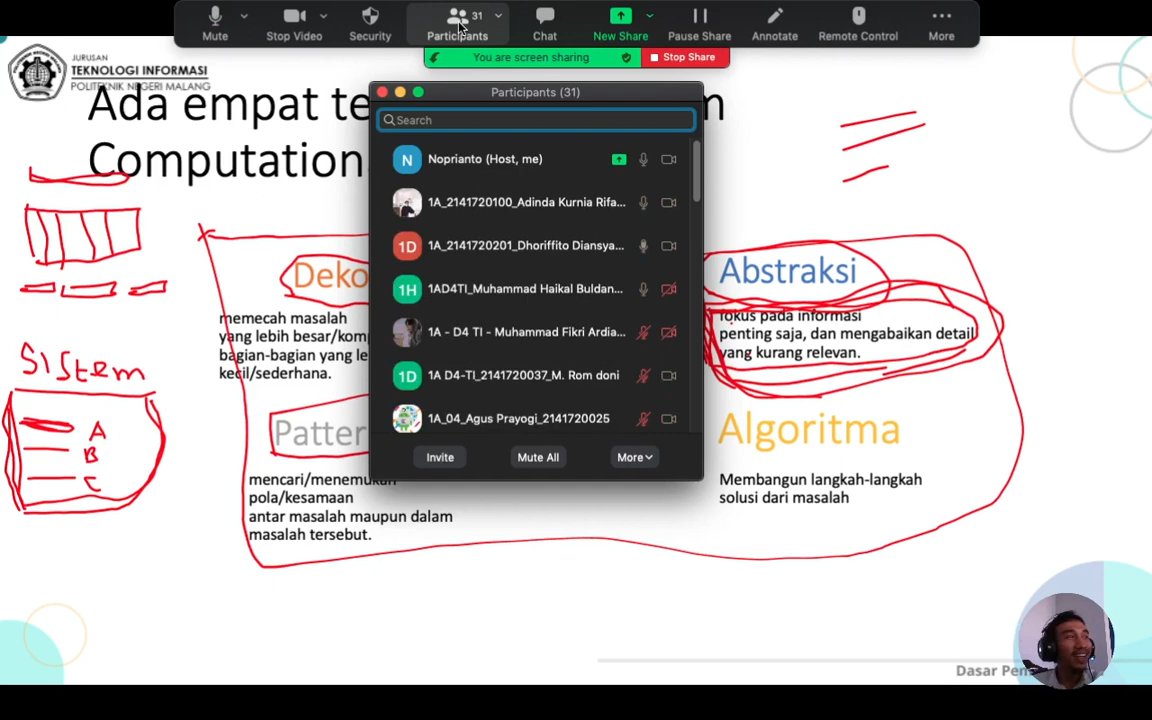 31
Mute
Stop Video
Security
Participants
Chat
New Share
Pause Share
Annotate
Remote Control
More
You are screen sharing
Stop Share
JURUSAN
TEKNOLOGI INFORMASI
POLITEKNIK NEGERI MALANG
Ada empat te
m
Computation
Participants (31)
Search
N
Noprianto (Host, me)
1A_2141720100_Adinda Kurnia Rifa...
1D
1A_2141720201_Dhoriffito Diansya...
1H
1AD4TI_Muhammad Haikal Buldan...
1A - D4 TI - Muhammad Fikri Ardia...
1D
1A D4-TI_2141720037_M. Rom doni
1A_04_Agus Prayogi_2141720025
Invite
Mute All
More
Deko
memecah masalah
yang lebih besar/komp
bagian-bagian yang le
kecil/sederhana.
Abstraksi
fokus pada informasi
penting saja, dan mengabaikan detail
yang kurang relevan.
Sistem
A
B
C
Patter
mencari/menemukan
pola/kesamaan
antar masalah maupun dalam
masalah tersebut.
Algoritma
Membangun langkah-langkah
solusi dari masalah
Dasar Pem